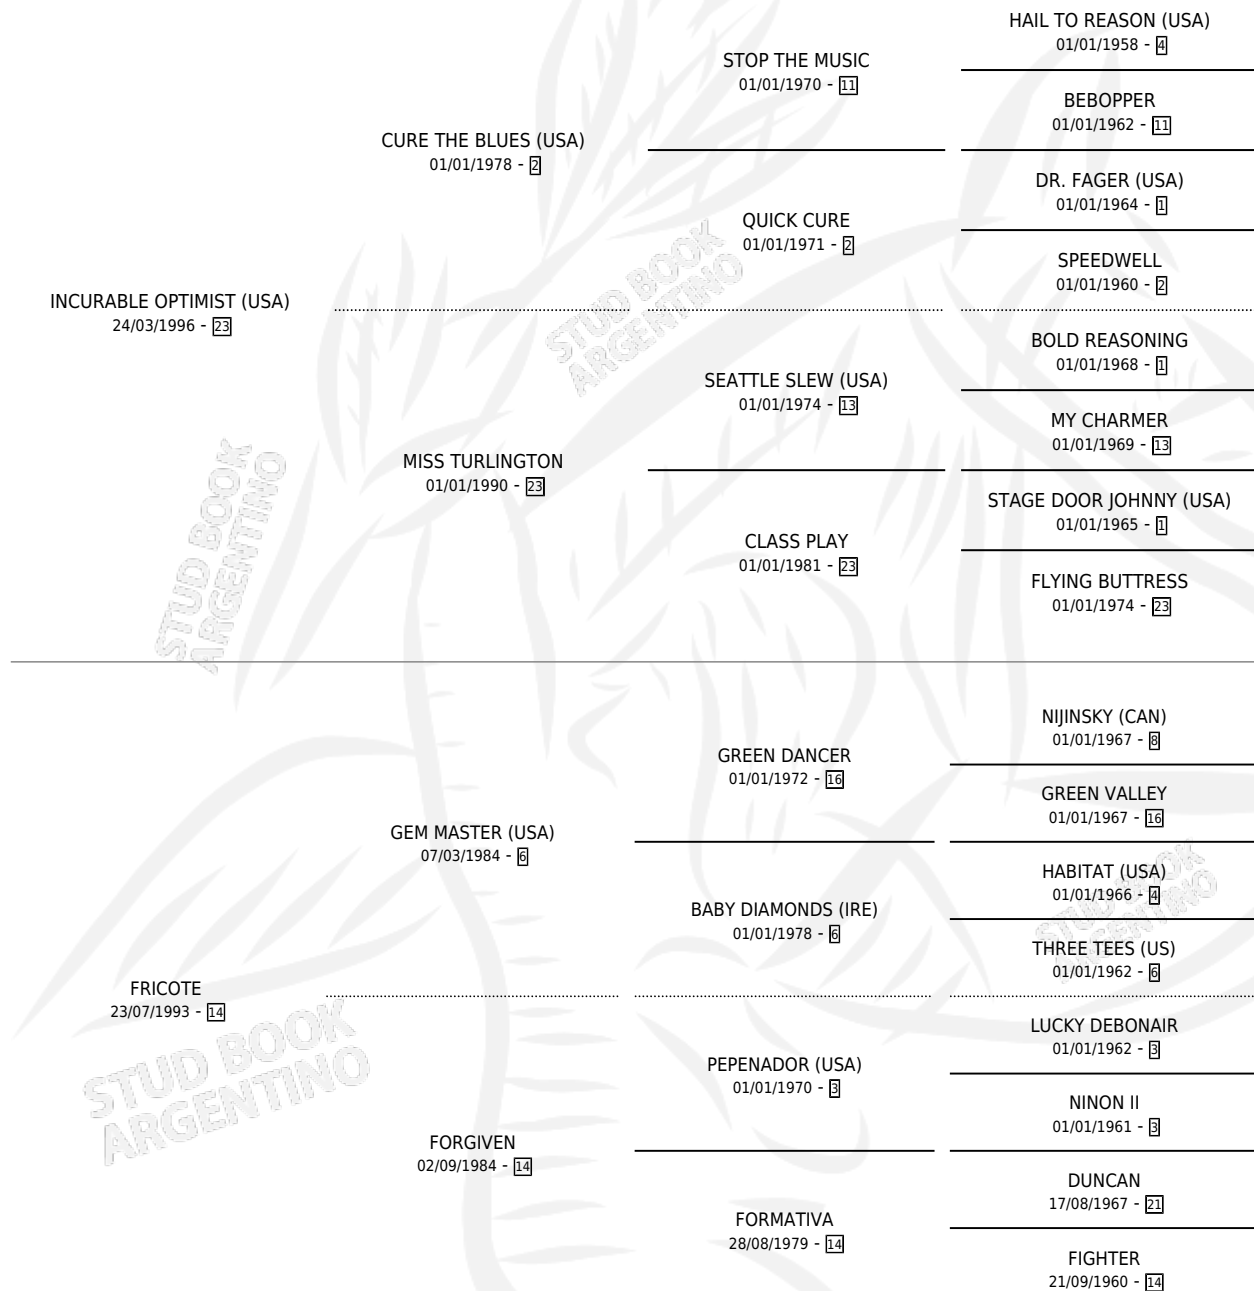 HAIL TO REASON (USA)
01/01/1958 - 4
STOP THE MUSIC
01/01/1970 - 11
BEBOPPER
01/01/1962 - 11
CURE THE BLUES (USA)
01/01/1978 - 2
DR. FAGER (USA)
01/01/1964 - 1
QUICK CURE
01/01/1971 - 2
SPEEDWELL
01/01/1960 - 2
INCURABLE OPTIMIST (USA)
24/03/1996 - 23
BOLD REASONING
01/01/1968 - 1
SEATTLE SLEW (USA)
01/01/1974 - 13
MY CHARMER
01/01/1969 - 13
MISS TURLINGTON
01/01/1990 - 23
STAGE DOOR JOHNNY (USA)
01/01/1965 - 1
CLASS PLAY
01/01/1981 - 23
FLYING BUTTRESS
01/01/1974 - 23
NIJINSKY (CAN)
01/01/1967 - 8
GREEN DANCER
01/01/1972 - 16
GREEN VALLEY
01/01/1967 - 16
GEM MASTER (USA)
07/03/1984 - 6
HABITAT (USA)
01/01/1966 - 4
BABY DIAMONDS (IRE)
01/01/1978 - 6
THREE TEES (US)
01/01/1962 - 6
FRICOTE
23/07/1993 - 14
LUCKY DEBONAIR
01/01/1962 - 3
PEPENADOR (USA)
01/01/1970 - 3
NINON II
01/01/1961 - 3
FORGIVEN
02/09/1984 - 14
DUNCAN
17/08/1967 - 21
FORMATIVA
28/08/1979 - 14
FIGHTER
21/09/1960 - 14
STUD BOOK
ARGENTINO
STUD BOOK
ARGENTINO
STUD BOOK
ARGENTINO
STUD BOOK
ARGENTINO